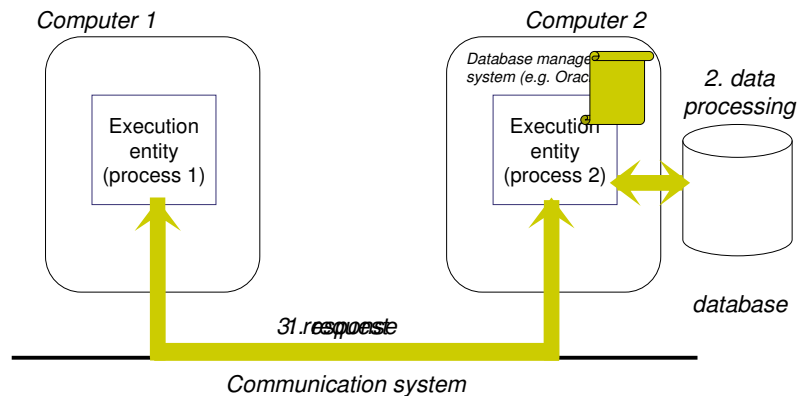 Computer 1
Computer 2
Database manage
system (e.g. Orac
2. data
processing
Execution
entity
(process 1)
Execution
entity
(process 2)
database
Communication system